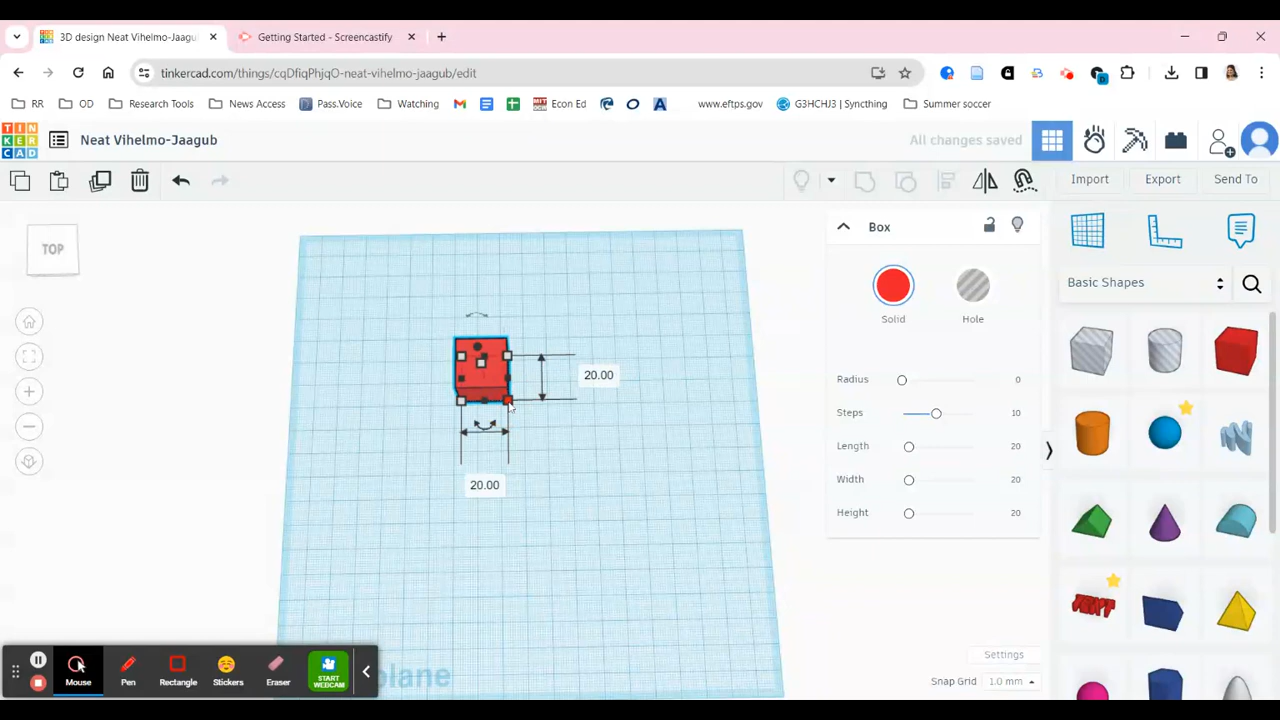 3D design Neat Vihelmo-Jaagu
Getting Started - Screencastify
tinkercad.com/things/cqDfiqPhjqO-neat-vihelmo-jaagub/edit
RR
OD
Research Tools
News Access
Pass.Voice
Watching
MIT
Econ Ed
www.eftps.gov
G3HCHJ3 | Syncthing
Summer soccer
TIN
KER
CAD
Neat Vihelmo-Jaagub
All changes saved
Import
Export
Send To
TOP
Box
Solid
Hole
Radius 0
Steps 10
Length 20
Width 20
Height 20
Basic Shapes
20.00
20.00
TEXT
plane
Settings
Snap Grid 1.0 mm
Mouse
Pen
Rectangle
Stickers
Eraser
START
WEBCAM